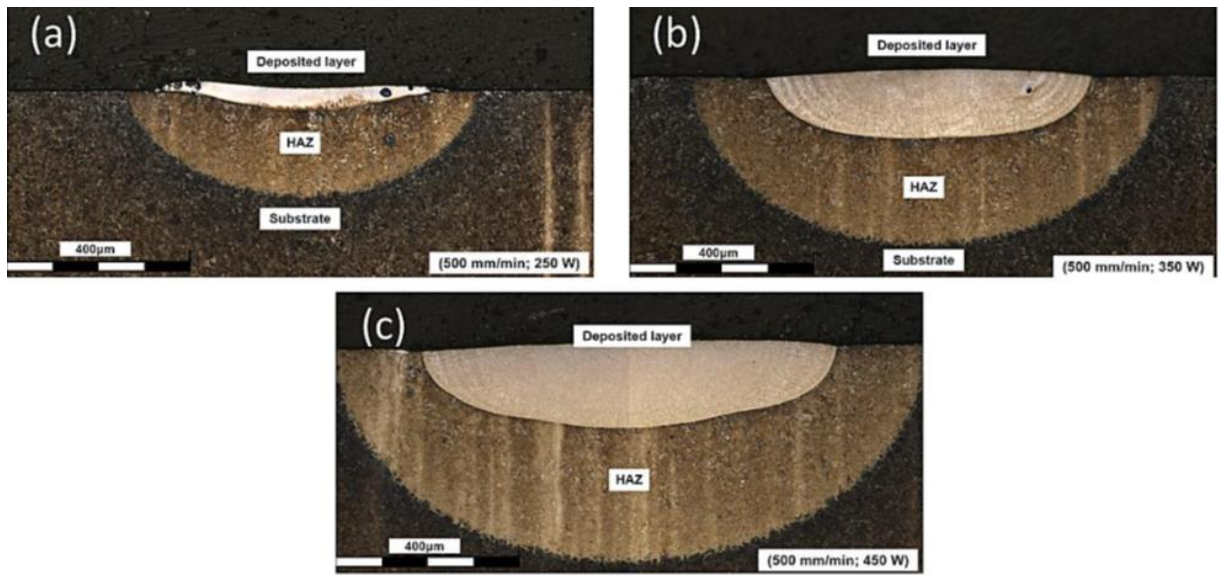 (a)
Deposited layer
HAZ
Substrate
400µm
(500 mm/min; 250 W)
(b)
Deposited layer
HAZ
400µm
Substrate
(500 mm/min; 350 W)
(c)
Deposited layer
HAZ
400µm
(500 mm/min; 450 W)